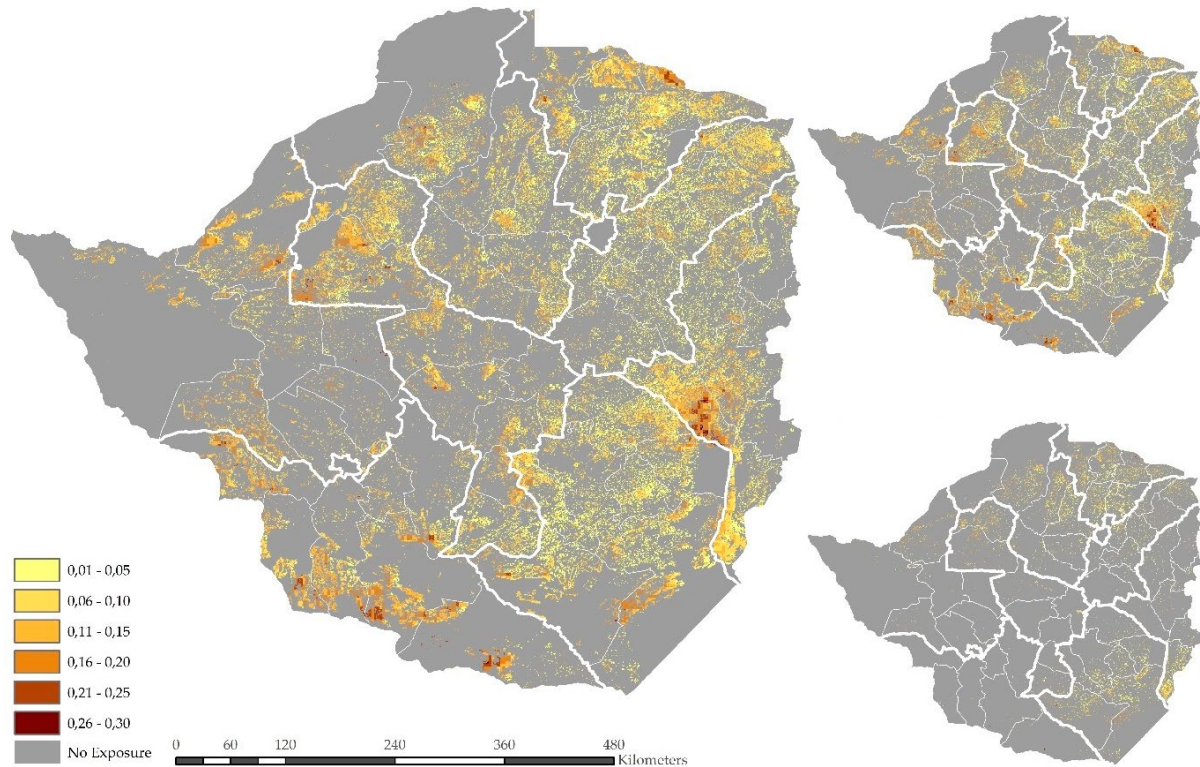 0,01 - 0,05
0,06 - 0,10
0,11 - 0,15
0,16 - 0,20
0,21 - 0,25
0,26 - 0,30
No Exposure
0 60 120 240 360 480
Kilometers